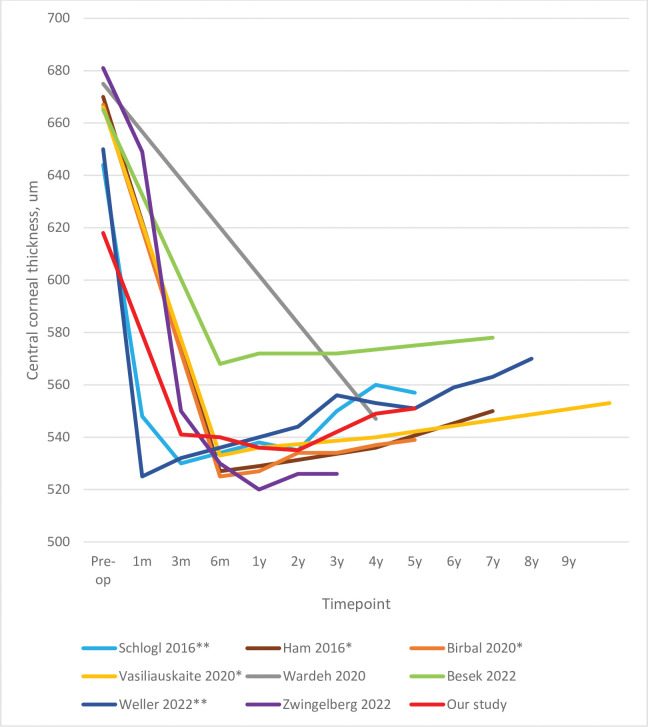 700
680
660
640
620
600
580
560
540
520
500
Central corneal thickness, um
Pre-op 1m 3m 6m 1y 2y 3y 4y 5y 6y 7y 8y 9y
Timepoint
Schlogl 2016** Ham 2016* Birbal 2020*
Vasiliauskaite 2020* Wardeh 2020 Besek 2022
Weller 2022** Zwingelberg 2022 Our study